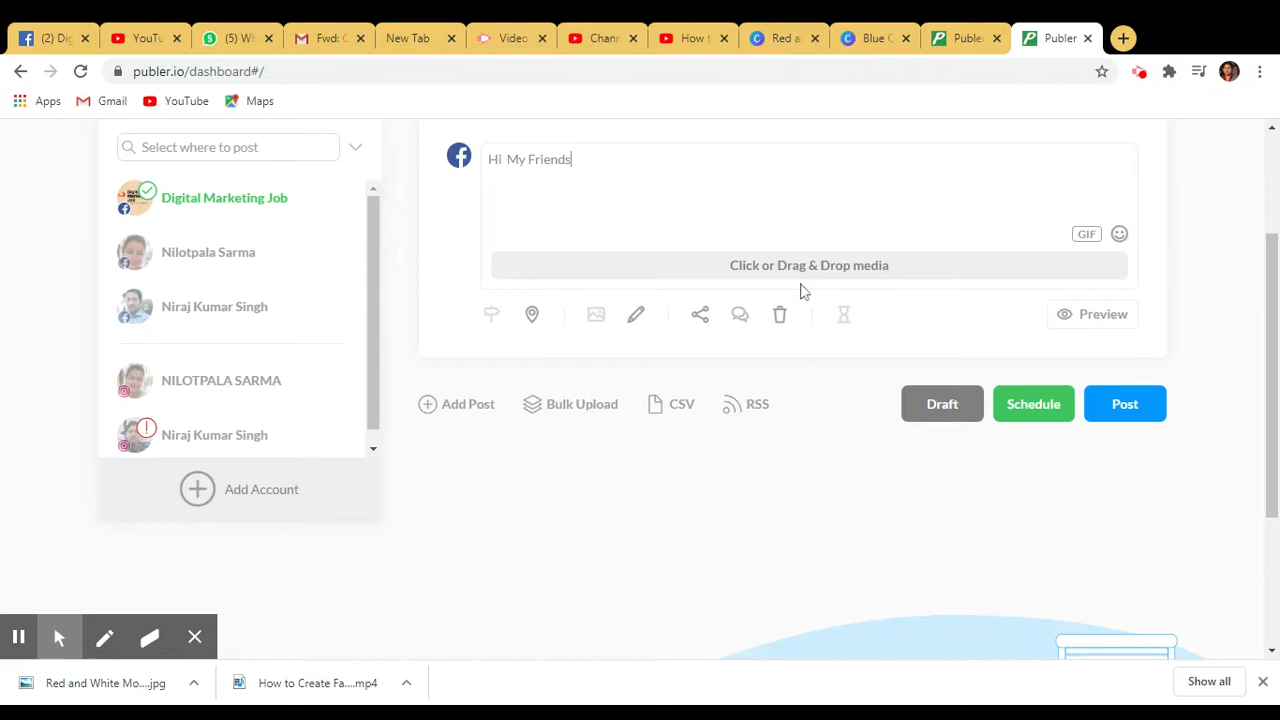 (2) Dig
YouTu
(5) Wh
Fwd: C
New Tab
Video
Chann
How to
Red a
Blue C
Publer
Publer
publer.io/dashboard#/
Apps
Gmail
YouTube
Maps
Select where to post
Digital Marketing Job
Nilotpala Sarma
Niraj Kumar Singh
NILOTPALA SARMA
Niraj Kumar Singh
Add Account
Hi My Friends
GIF
Click or Drag & Drop media
Preview
Add Post
Bulk Upload
CSV
RSS
Draft
Schedule
Post
Red and White Mo....jpg
How to Create Fa....mp4
Show all